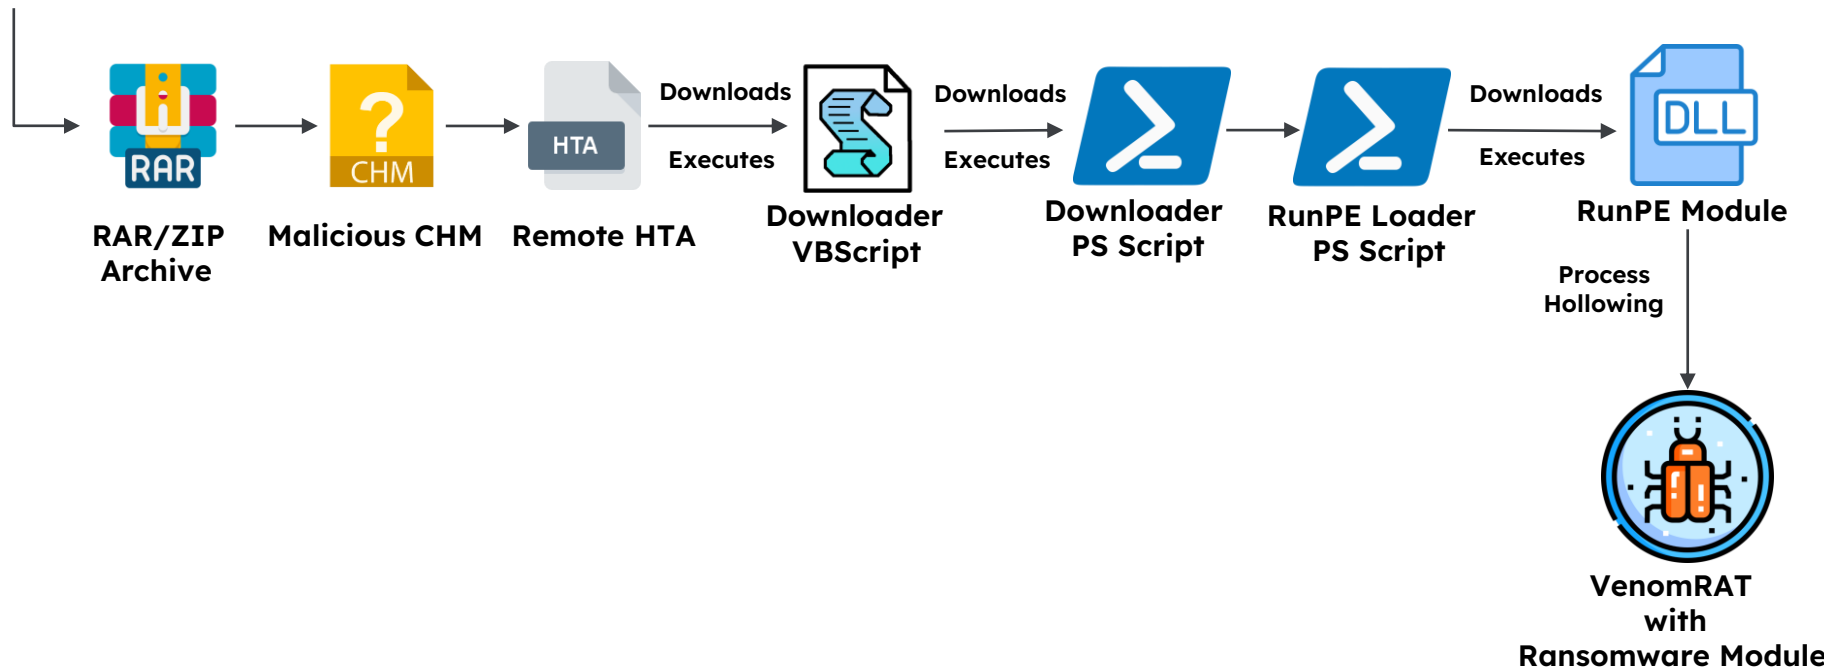 RAR
RAR/ZIP
Archive
CHM
Malicious CHM
HTA
Remote HTA
Downloads
Executes
Downloader
VBScript
Downloads
Executes
Downloader
PS Script
RunPE Loader
PS Script
Downloads
Executes
DLL
RunPE Module
Process
Hollowing
VenomRAT
with
Ransomware Module